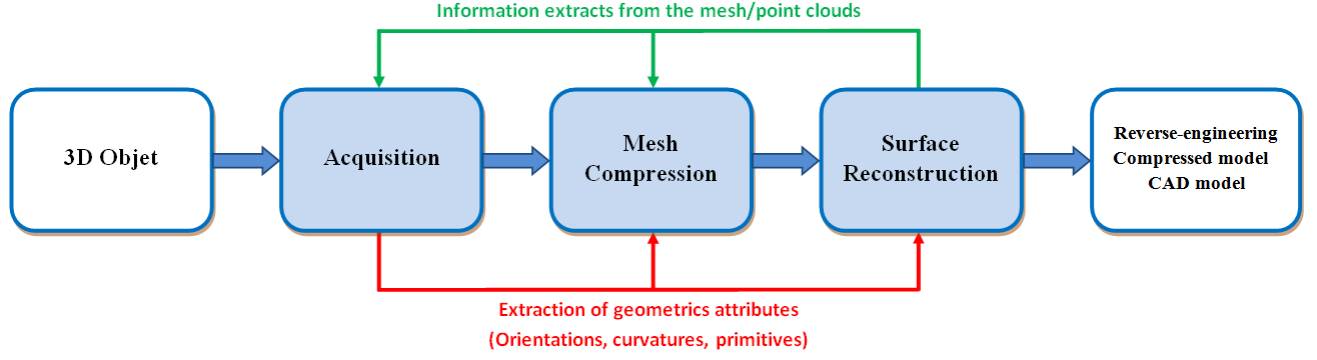 Information extracts from the mesh/point clouds
3D Objet
Acquisition
Mesh
Compression
Surface
Reconstruction
Reverse-engineering
Compressed model
CAD model
Extraction of geometrics attributes
(Orientations, curvatures, primitives)